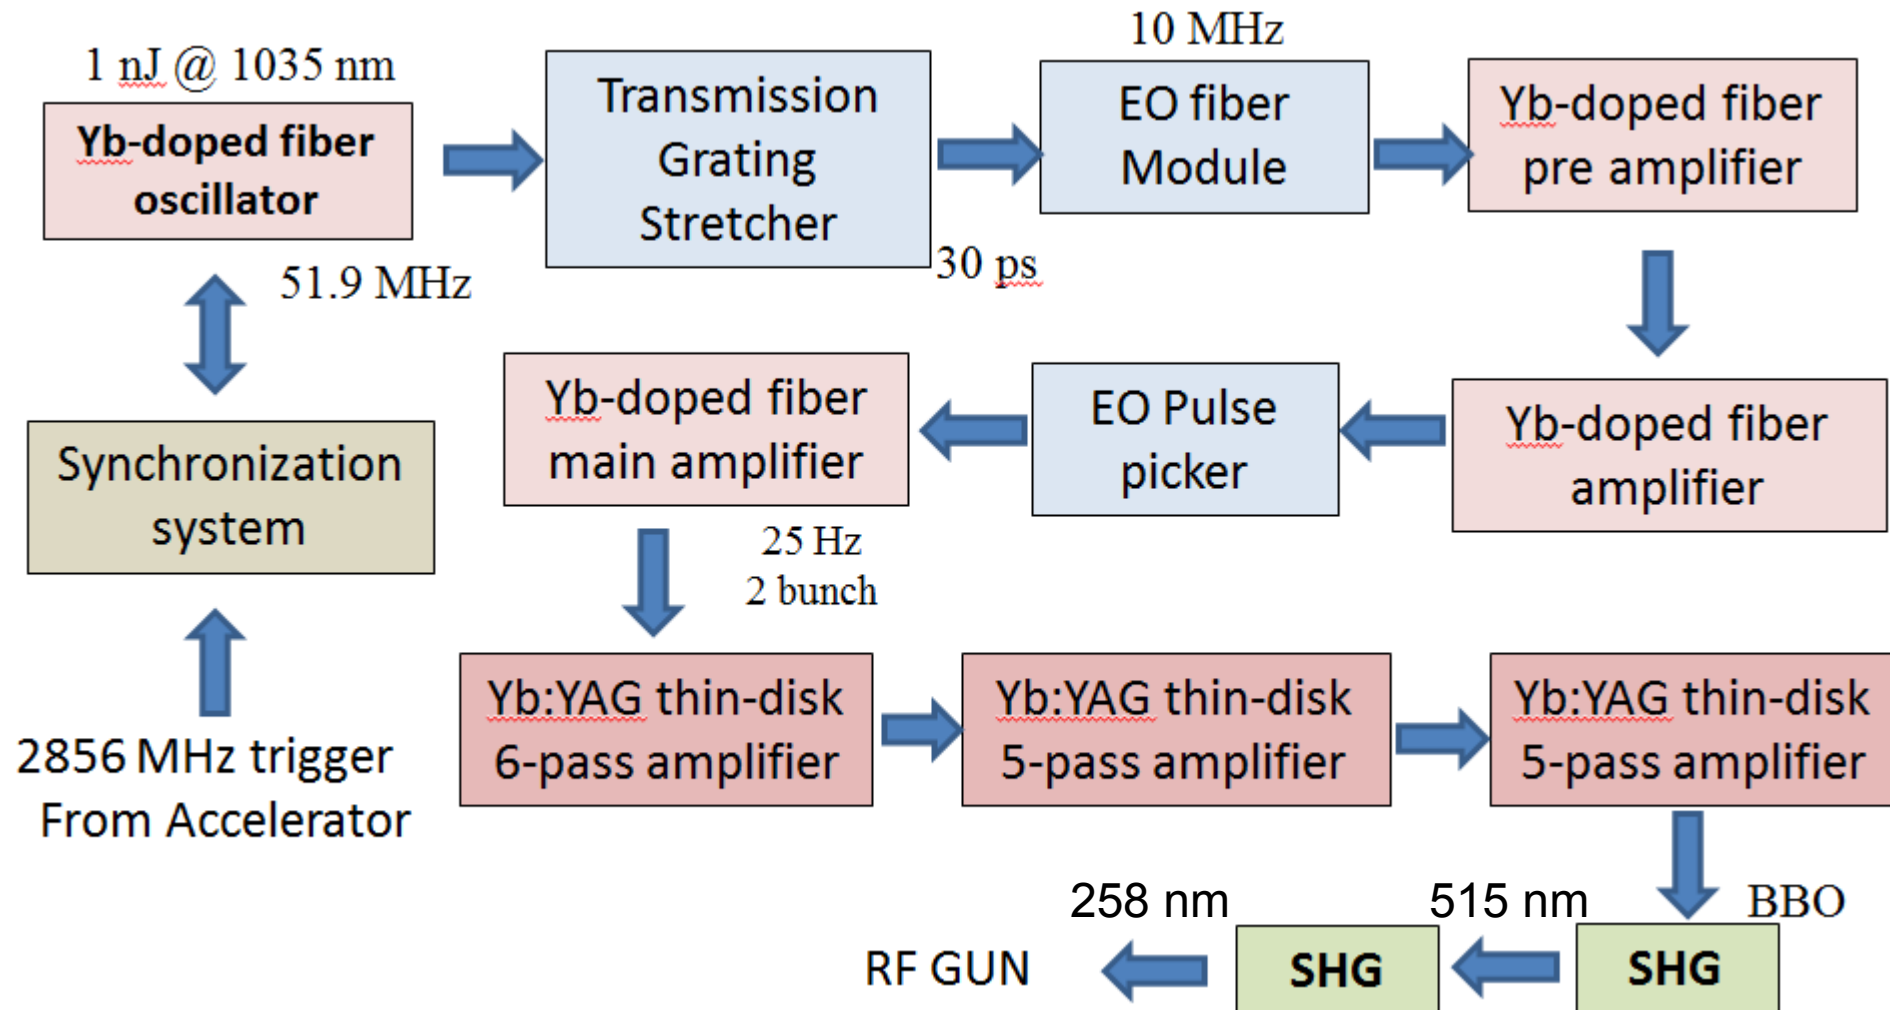 1 nJ @ 1035 nm
Yb-doped fiber
oscillator
51.9 MHz
Transmission
Grating
Stretcher
30 ps
10 MHz
EO fiber
Module
Yb-doped fiber
pre amplifier
Yb-doped fiber
amplifier
EO Pulse
picker
Yb-doped fiber
main amplifier
25 Hz
2 bunch
Synchronization
system
2856 MHz trigger
From Accelerator
Yb:YAG thin-disk
6-pass amplifier
Yb:YAG thin-disk
5-pass amplifier
Yb:YAG thin-disk
5-pass amplifier
BBO
SHG
515 nm
SHG
258 nm
RF GUN